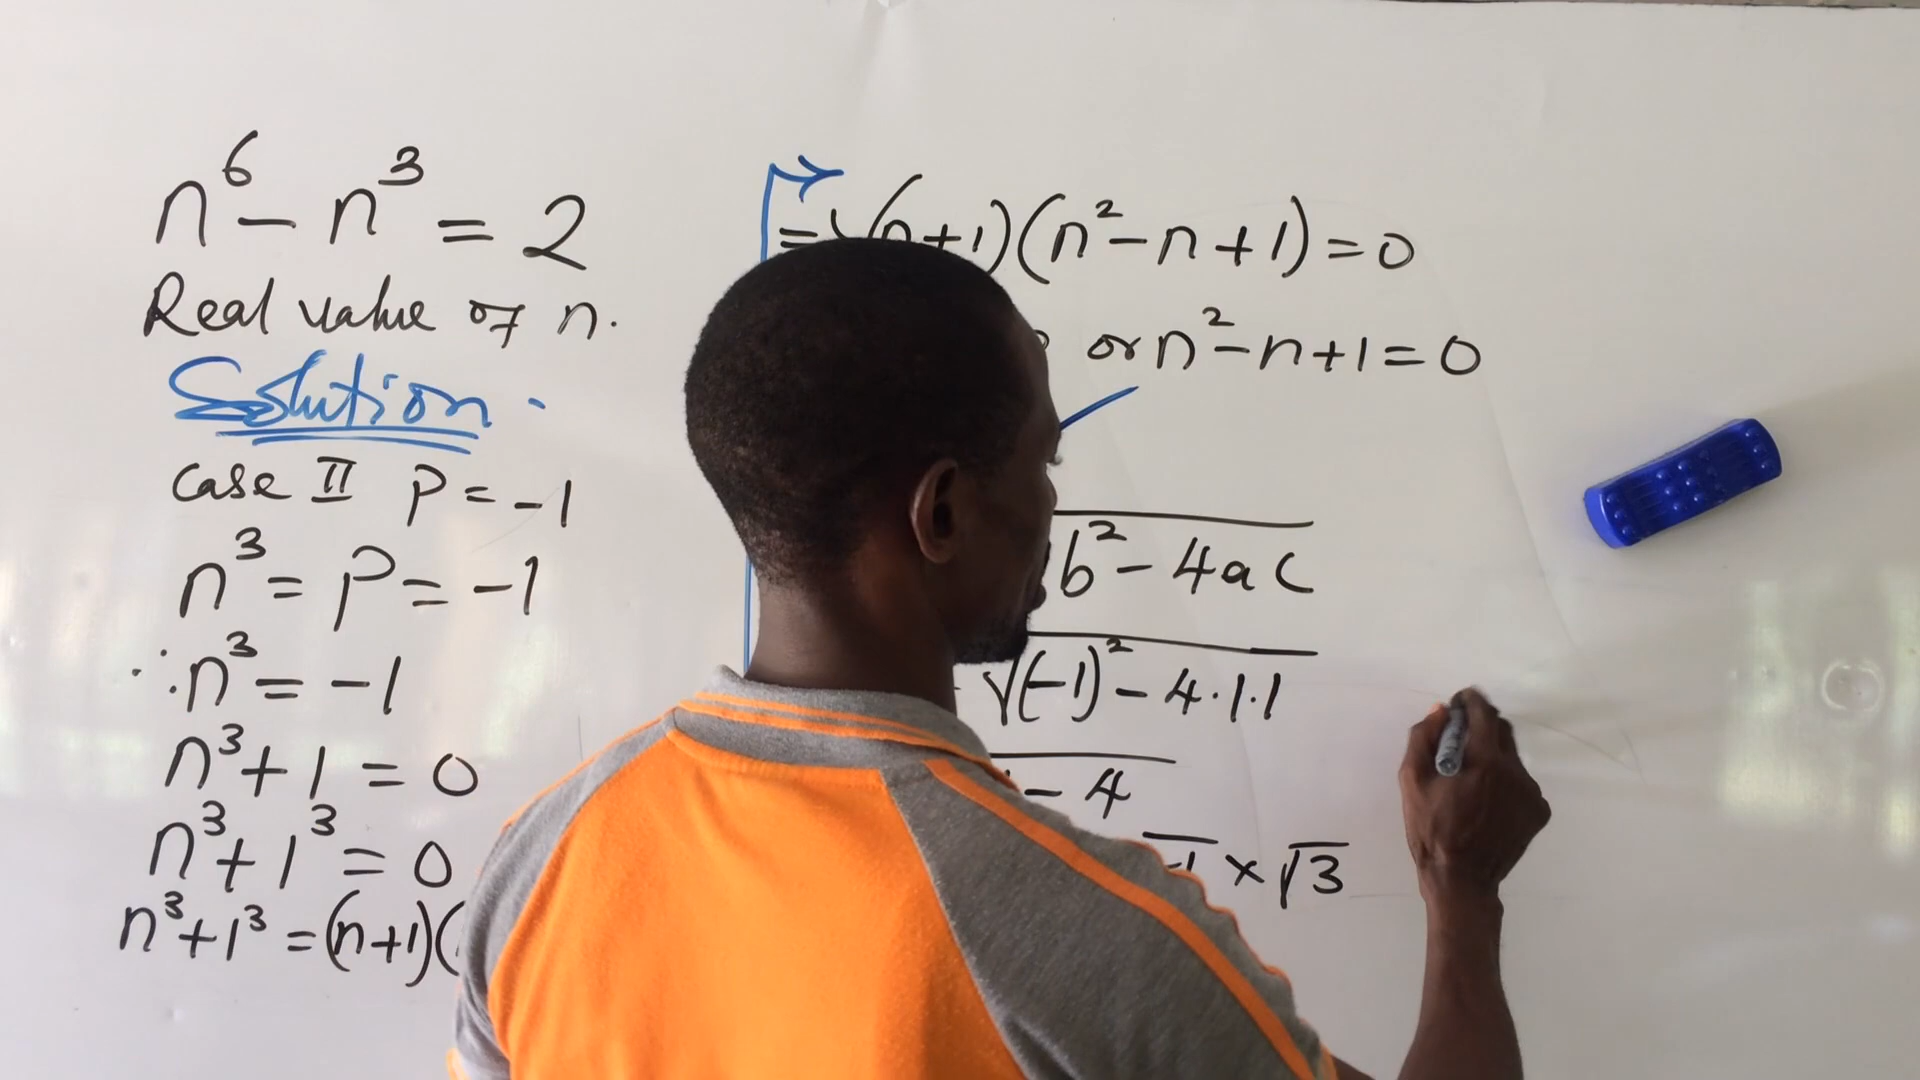 n⁶ - n³ = 2
Real value of n.
Solution.
Case II P = -1
n³ = P = -1
∴ n³ = -1
n³ + 1 = 0
n³ + 1³ = 0
n³ + 1³ = (n+1)(
= (n+1)(n² - n + 1) = 0
or n² - n + 1 = 0
b² - 4ac
√(-1)² - 4·1·1
- 4
-1 × √3